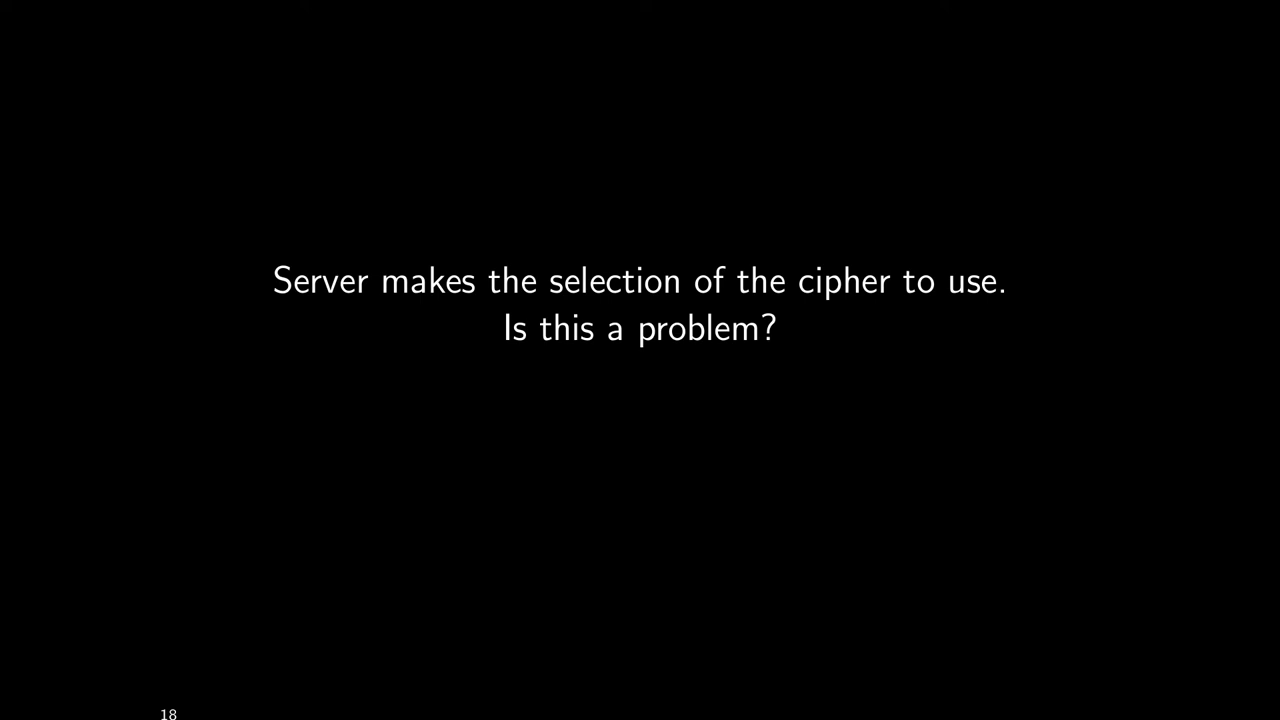 Server makes the selection of the cipher to use.
Is this a problem?
18